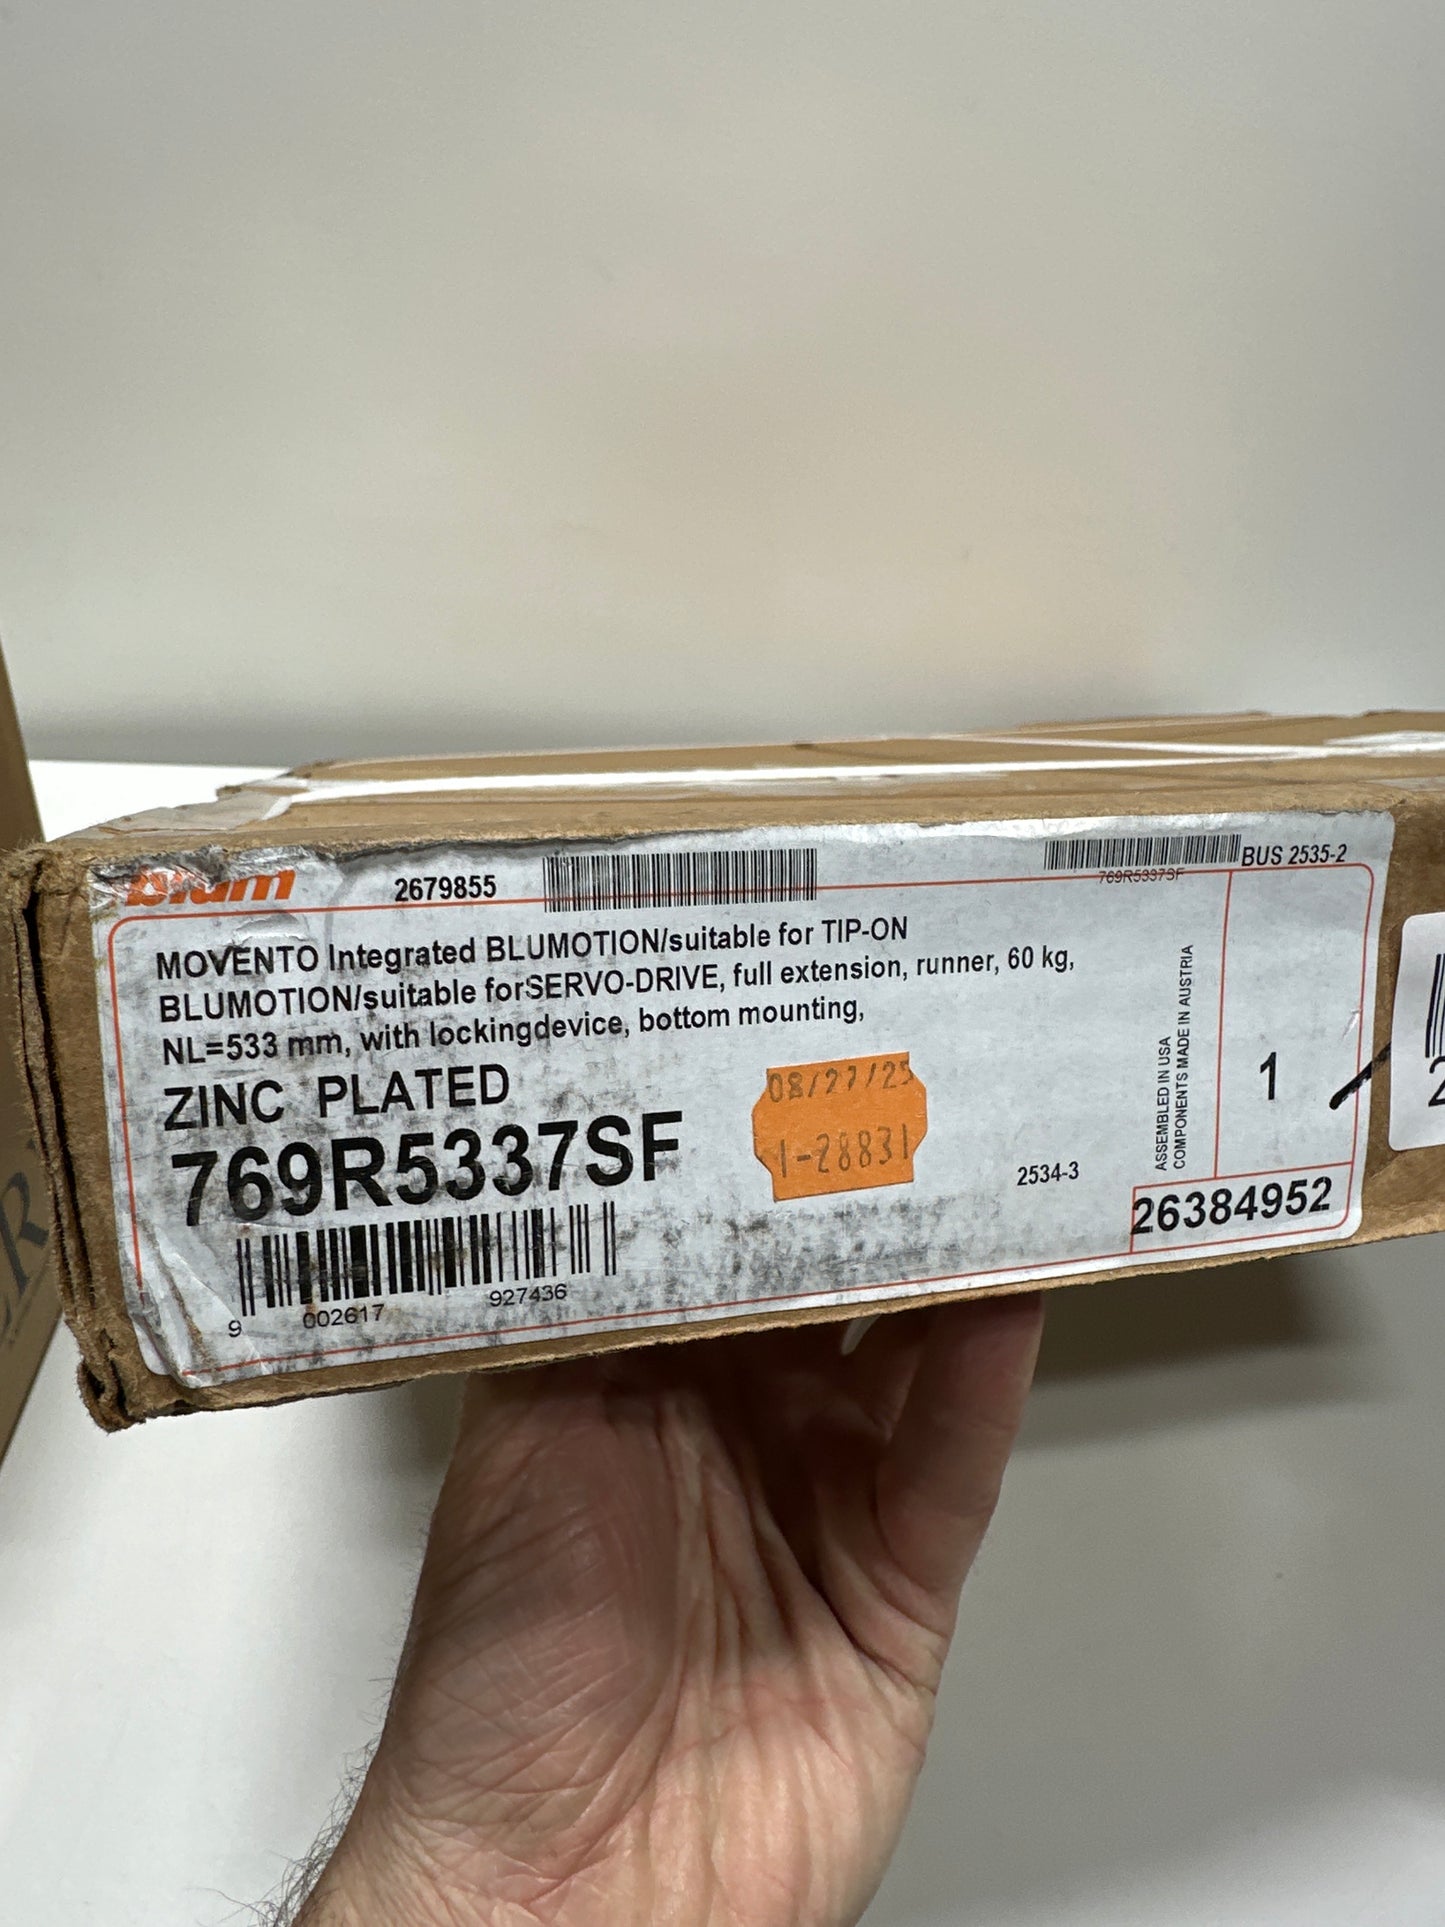 blum
2679855
769R5337SF
BUS 2535-2
MOVENTO Integrated BLUMOTION/suitable for TIP-ON
BLUMOTION/suitable forSERVO-DRIVE, full extension, runner, 60 kg,
NL=533 mm, with lockingdevice, bottom mounting,
ZINC PLATED
769R5337SF
9 002617 927436
08/27/25
1-28831
2534-3
ASSEMBLED IN USA
COMPONENTS MADE IN AUSTRIA
1
26384952
2